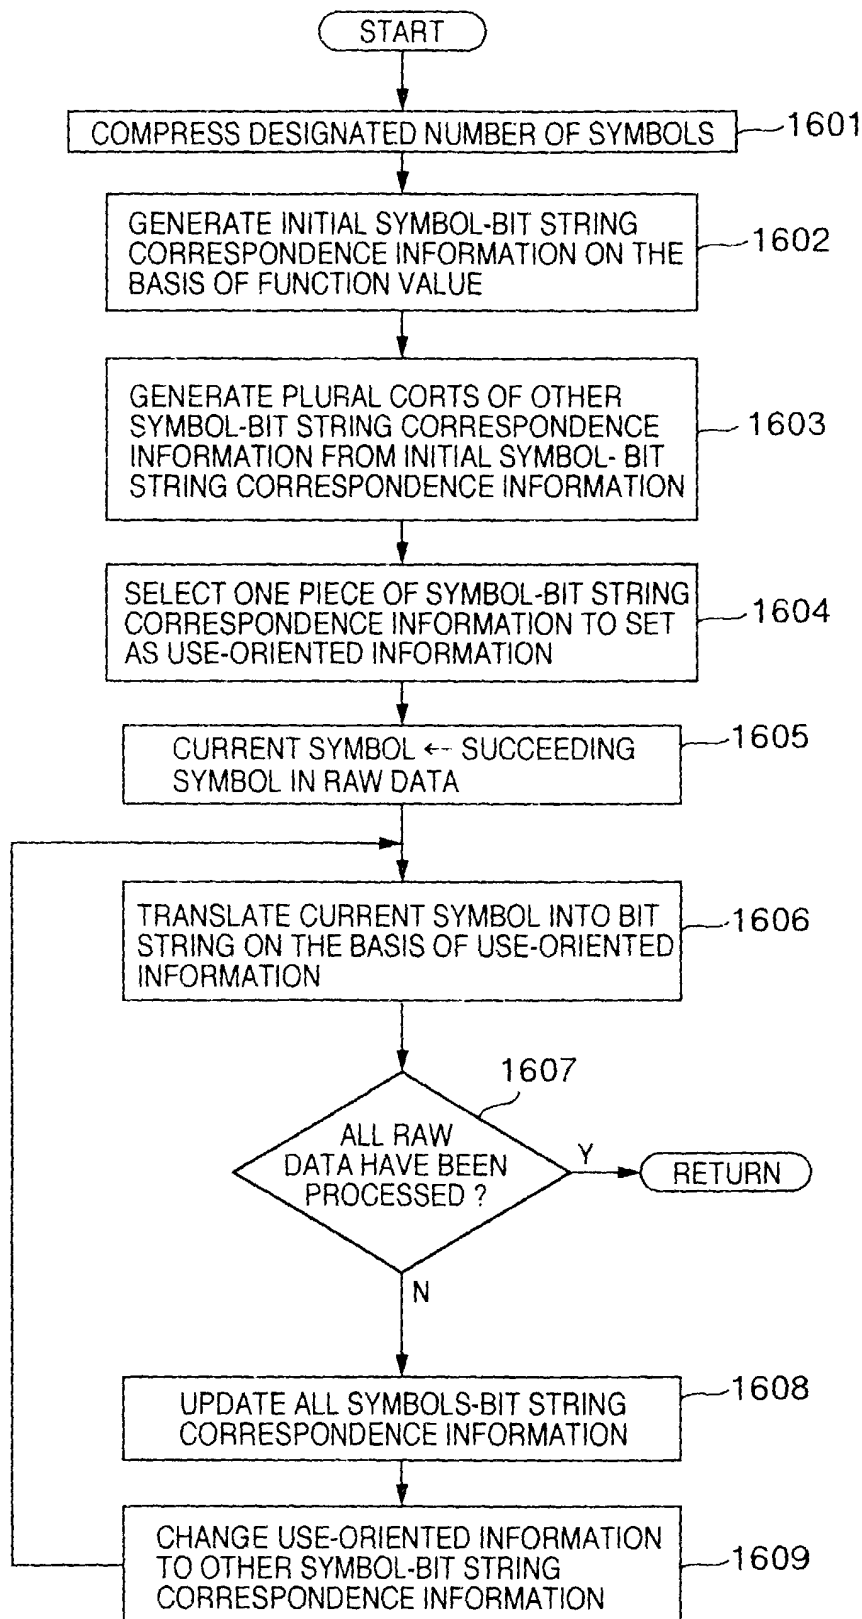 START
COMPRESS DESIGNATED NUMBER OF SYMBOLS
1601
GENERATE INITIAL SYMBOL-BIT STRING
CORRESPONDENCE INFORMATION ON THE
BASIS OF FUNCTION VALUE
1602
GENERATE PLURAL CORTS OF OTHER
SYMBOL-BIT STRING CORRESPONDENCE
INFORMATION FROM INITIAL SYMBOL- BIT
STRING CORRESPONDENCE INFORMATION
1603
SELECT ONE PIECE OF SYMBOL-BIT STRING
CORRESPONDENCE INFORMATION TO SET
AS USE-ORIENTED INFORMATION
1604
CURRENT SYMBOL ← SUCCEEDING
SYMBOL IN RAW DATA
1605
TRANSLATE CURRENT SYMBOL INTO BIT
STRING ON THE BASIS OF USE-ORIENTED
INFORMATION
1606
1607
ALL RAW
DATA HAVE BEEN
PROCESSED ?
Y
RETURN
N
UPDATE ALL SYMBOLS-BIT STRING
CORRESPONDENCE INFORMATION
1608
CHANGE USE-ORIENTED INFORMATION
TO OTHER SYMBOL-BIT STRING
CORRESPONDENCE INFORMATION
1609